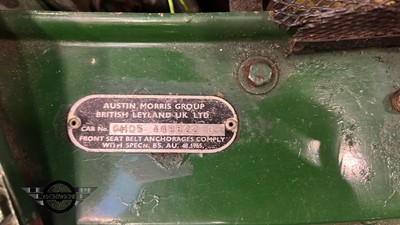 AUSTIN MORRIS GROUP
BRITISH LEYLAND UK. LTD.
CAR No.
FRONT SEAT BELT ANCHORAGES COMPLY
WITH SPECN. BS. AU. 48.1965.